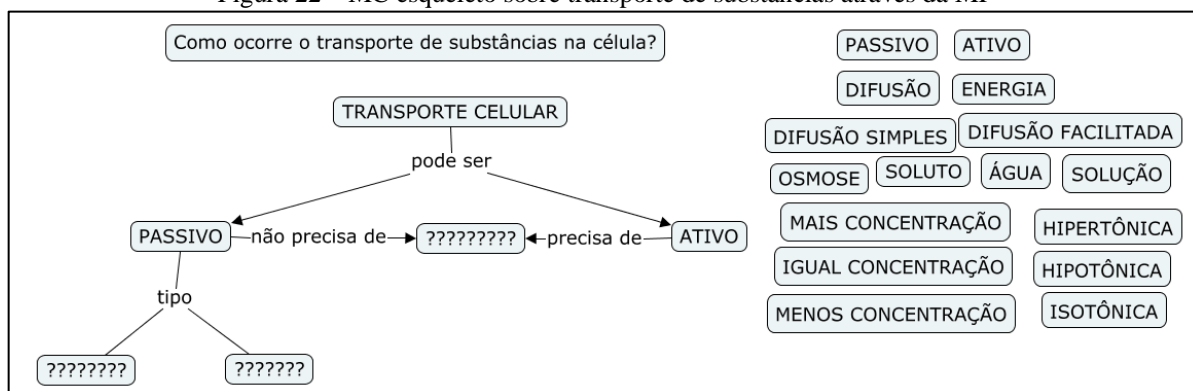 Figura 22 – MC esqueleto sobre transporte de substâncias através da MP
Como ocorre o transporte de substâncias na célula?
TRANSPORTE CELULAR
pode ser
PASSIVO
não precisa de
?????????
precisa de
ATIVO
tipo
????????
???????
PASSIVO
ATIVO
DIFUSÃO
ENERGIA
DIFUSÃO SIMPLES
DIFUSÃO FACILITADA
OSMOSE
SOLUTO
ÁGUA
SOLUÇÃO
MAIS CONCENTRAÇÃO
HIPERTÔNICA
IGUAL CONCENTRAÇÃO
HIPOTÔNICA
MENOS CONCENTRAÇÃO
ISOTÔNICA